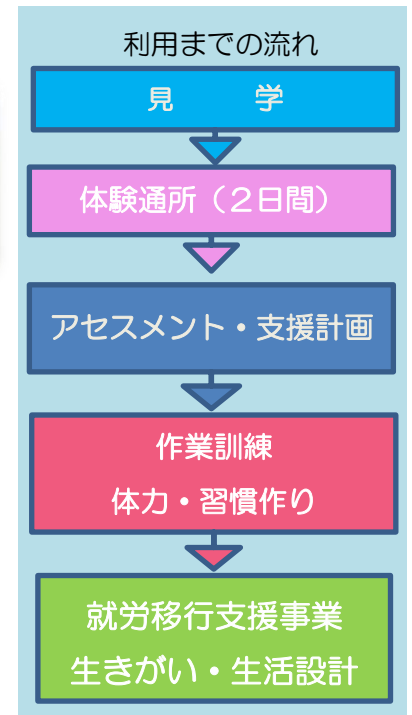 利用までの流れ
見　　　学
体験通所（２日間）
アセスメント・支援計画
作業訓練
体力・習慣作り
就労移行支援事業
生きがい・生活設計